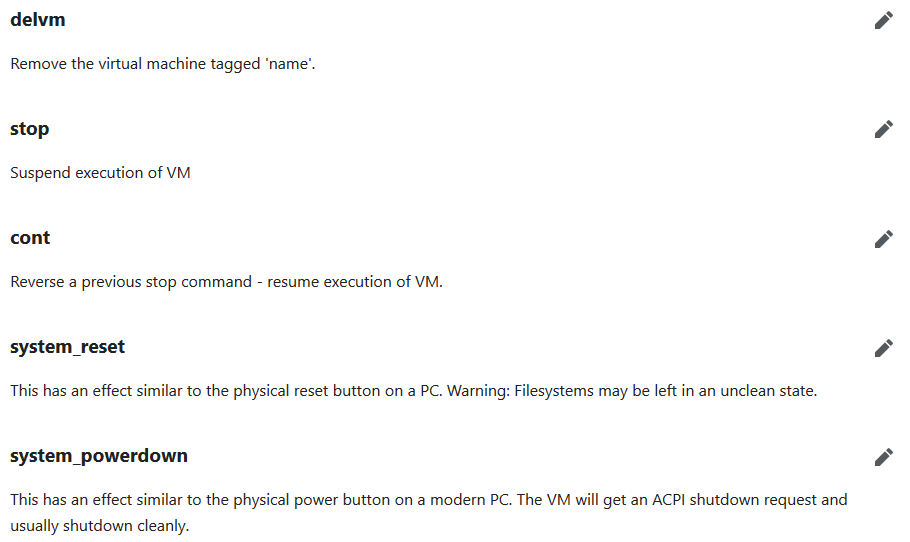 delvm
Remove the virtual machine tagged 'name'.
stop
Suspend execution of VM
cont
Reverse a previous stop command - resume execution of VM.
system_reset
This has an effect similar to the physical reset button on a PC. Warning: Filesystems may be left in an unclean state.
system_powerdown
This has an effect similar to the physical power button on a modern PC. The VM will get an ACPI shutdown request and
usually shutdown cleanly.